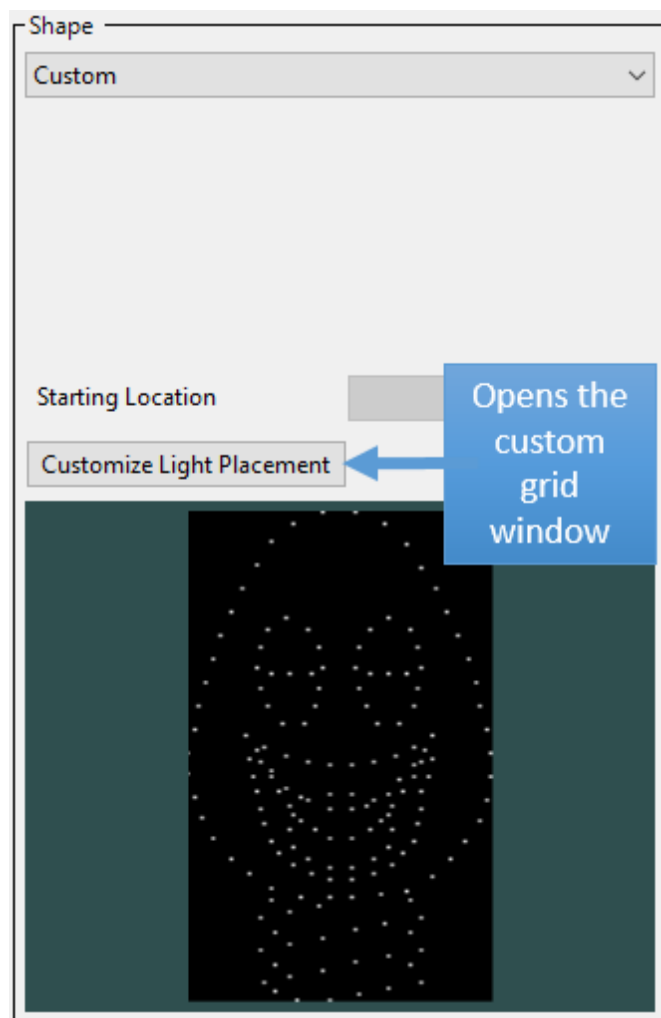 Shape
Custom
Starting Location
Opens the
custom
grid
window
Customize Light Placement